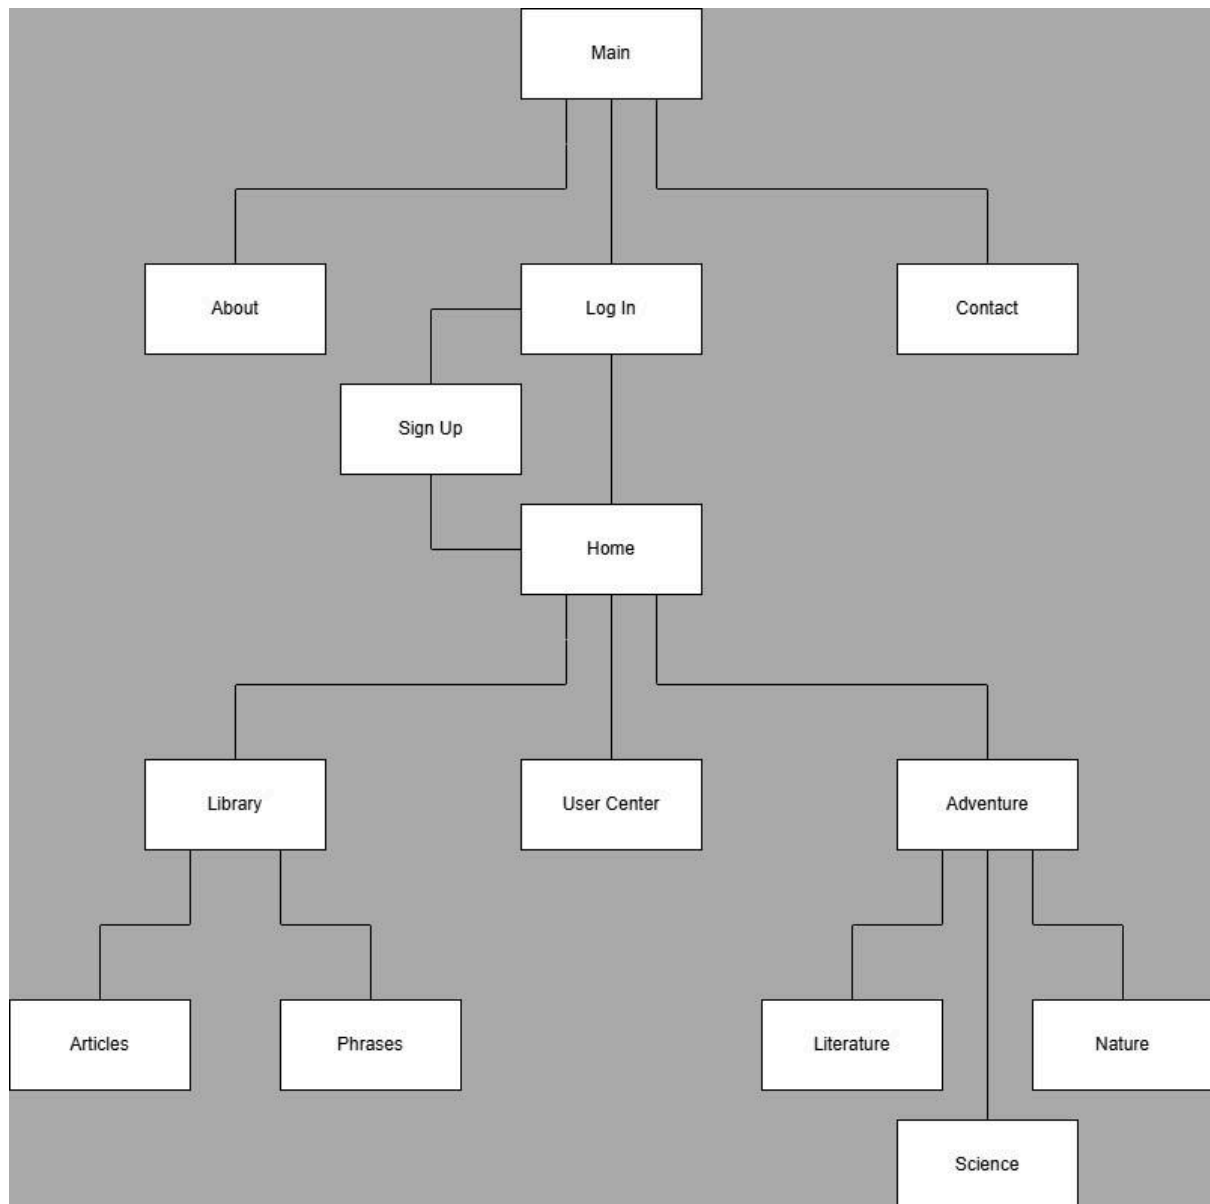 Main
About
Log In
Contact
Sign Up
Home
Library
User Center
Adventure
Articles
Phrases
Literature
Nature
Science